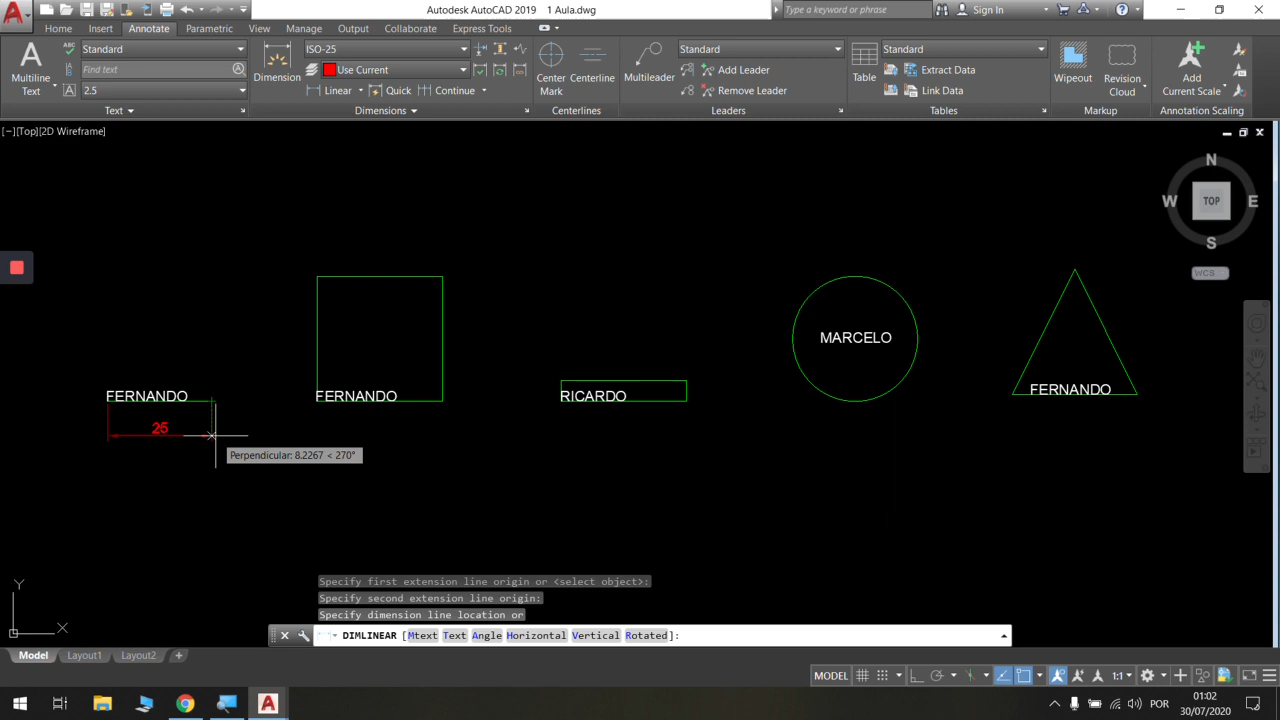 Autodesk AutoCAD 2019 1 Aula.dwg
Type a keyword or phrase
Sign In
Home Insert Annotate Parametric View Manage Output Collaborate Express Tools
Multiline Text
Standard
Find text
2.5
Text
Dimension
ISO-25
Use Current
Linear Quick Continue
Dimensions
Center Mark
Centerline
Centerlines
Multileader
Standard
Add Leader
Remove Leader
Leaders
Table
Standard
Extract Data
Link Data
Tables
Wipeout
Revision Cloud
Markup
Add Current Scale
Annotation Scaling
[−][Top][2D Wireframe]
N
W TOP E
S
WCS
MARCELO
FERNANDO FERNANDO RICARDO FERNANDO
25
Perpendicular: 8.2267 < 270°
Y
X
Specify first extension line origin or <select object>:
Specify second extension line origin:
Specify dimension line location or
DIMLINEAR [Mtext Text Angle Horizontal Vertical Rotated]:
Model Layout1 Layout2 +
MODEL 1:1
POR
01:02
30/07/2020